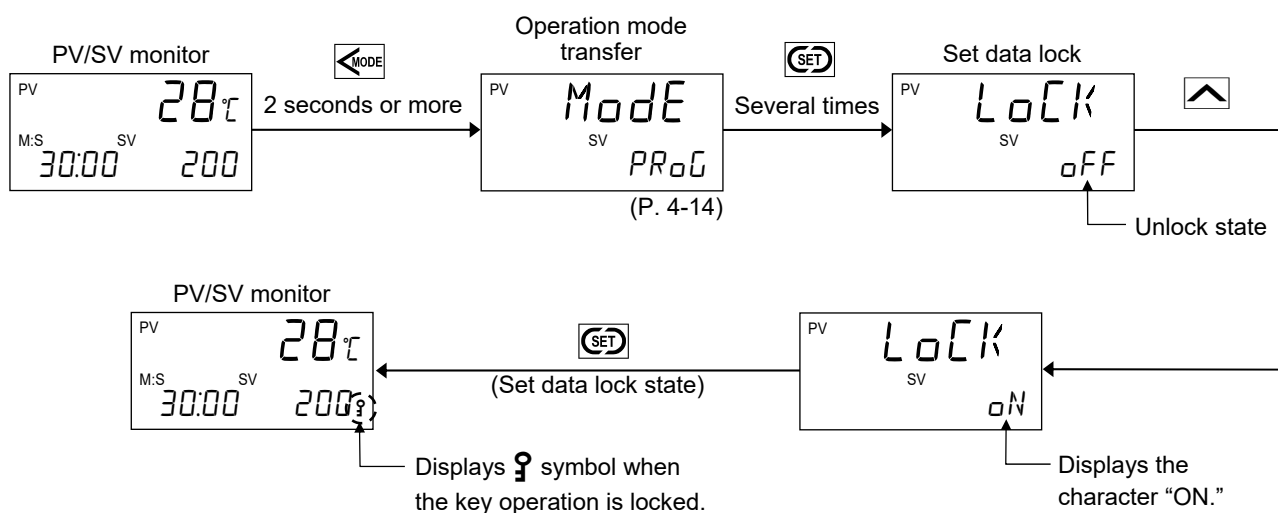 PV/SV monitor
PV
28℃
M:S
SV
30:00
200
<MODE
2 seconds or more
Operation mode
transfer
PV
ModE
SV
PRoG
(P. 4-14)
SET
Several times
Set data lock
PV
LoCK
SV
oFF
Unlock state
PV/SV monitor
PV
28℃
M:S
SV
30:00
200
Displays symbol when
the key operation is locked.
SET
(Set data lock state)
PV
LoCK
SV
oN
Displays the
character “ON.”